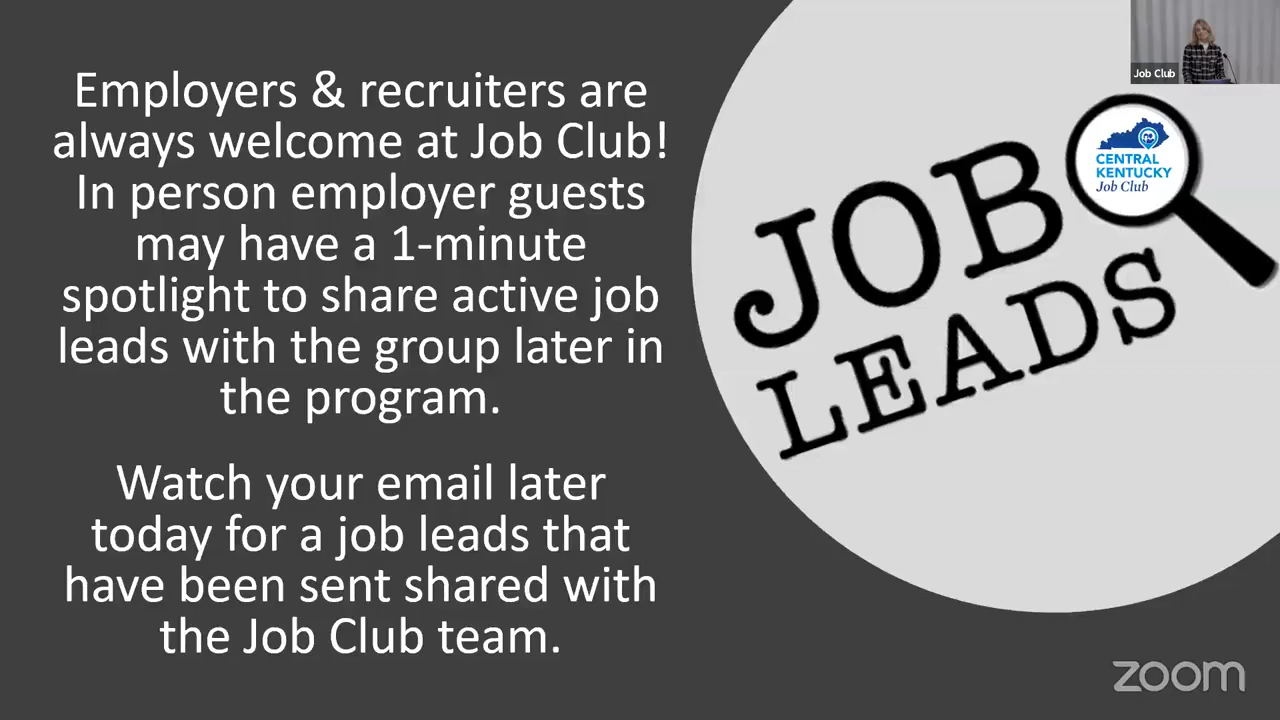 Employers & recruiters are
always welcome at Job Club!
In person employer guests
may have a 1-minute
spotlight to share active job
leads with the group later in
the program.
Watch your email later
today for a job leads that
have been sent shared with
the Job Club team.
JOB
LEADS
CENTRAL
KENTUCKY
Job Club
Job Club
zoom